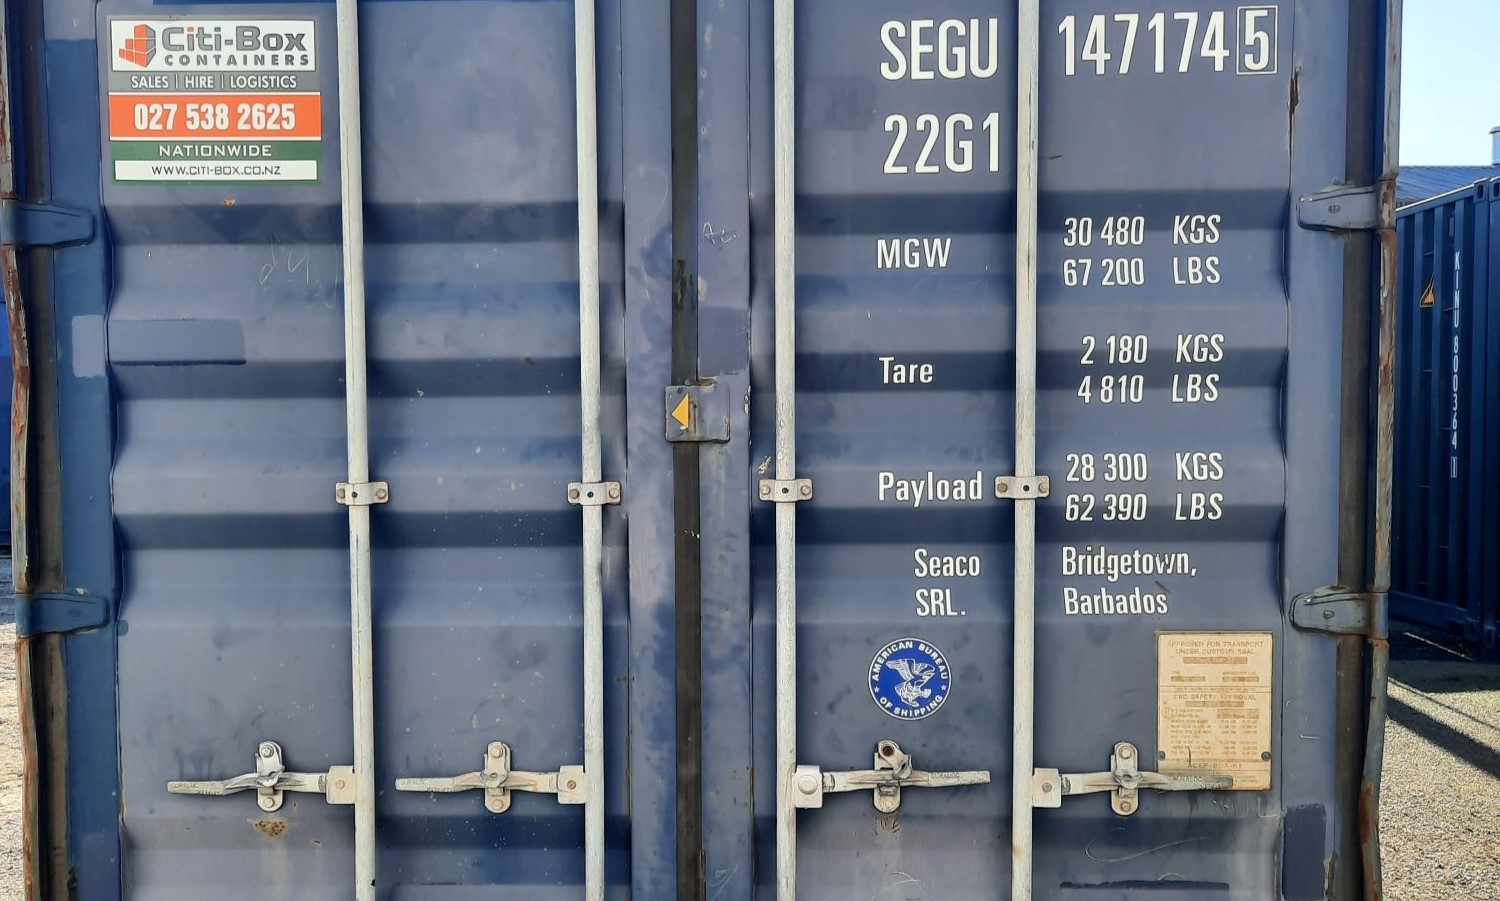 Citi-Box
CONTAINERS
SALES | HIRE | LOGISTICS
027 538 2625
NATIONWIDE
WWW.CITI-BOX.CO.NZ
SEGU 147174 5
22G1
MGW 30 480 KGS
67 200 LBS
Tare 2 180 KGS
4 810 LBS
Payload 28 300 KGS
62 390 LBS
Seaco Bridgetown,
SRL. Barbados
AMERICAN BUREAU
OF SHIPPING
APPROVED FOR TRANSPORT
UNDER CUSTOMS SEAL
CSC SAFETY APPROVAL